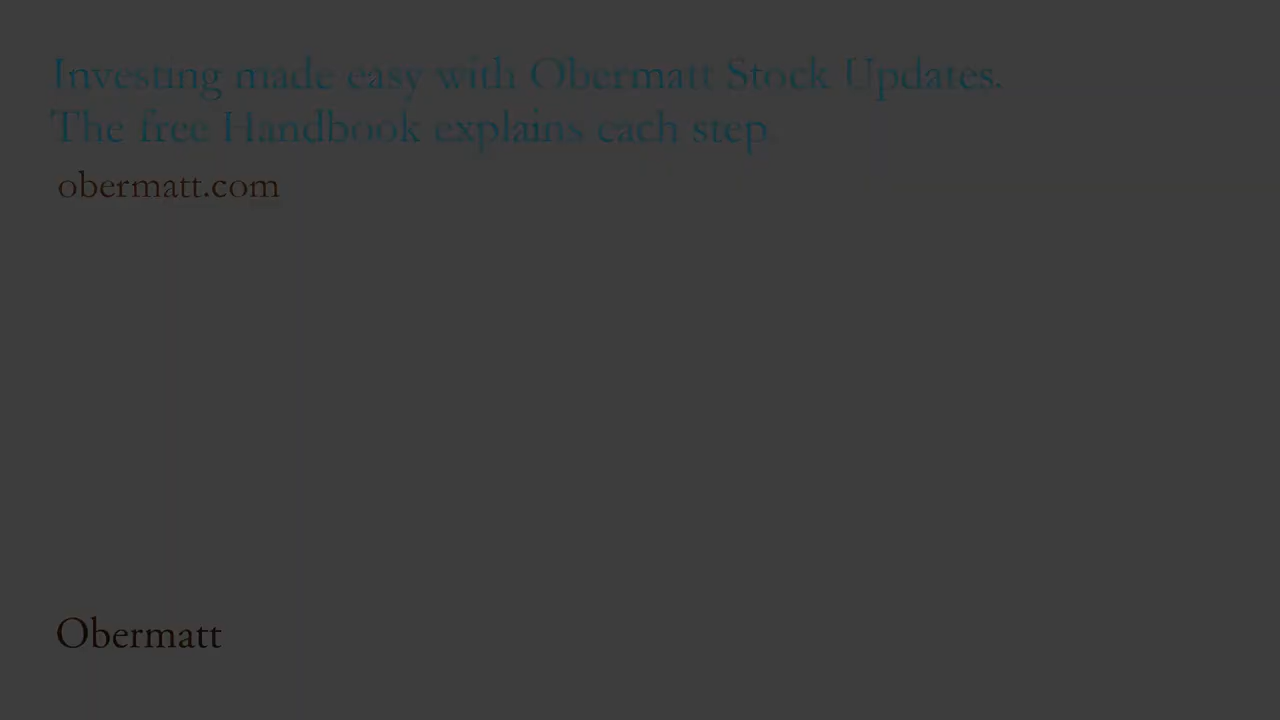 Investing made easy with Obermatt Stock Updates.
The free Handbook explains each step.
obermatt.com
Obermatt